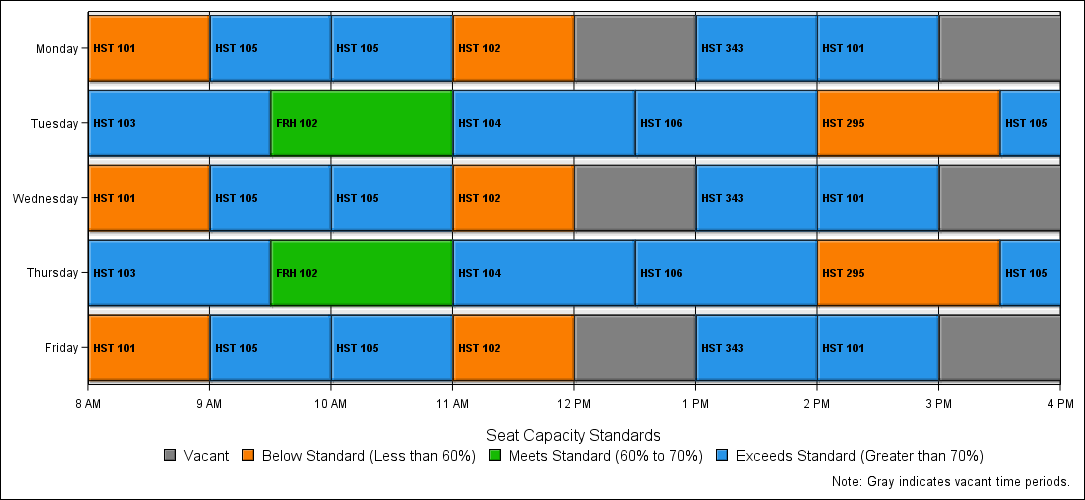 Monday HST 101 HST 105 HST 105 HST 102 HST 343 HST 101
Tuesday HST 103 FRH 102 HST 104 HST 106 HST 295 HST 105
Wednesday HST 101 HST 105 HST 105 HST 102 HST 343 HST 101
Thursday HST 103 FRH 102 HST 104 HST 106 HST 295 HST 105
Friday HST 101 HST 105 HST 105 HST 102 HST 343 HST 101
8 AM 9 AM 10 AM 11 AM 12 PM 1 PM 2 PM 3 PM 4 PM
Seat Capacity Standards
Vacant Below Standard (Less than 60%) Meets Standard (60% to 70%) Exceeds Standard (Greater than 70%)
Note: Gray indicates vacant time periods.